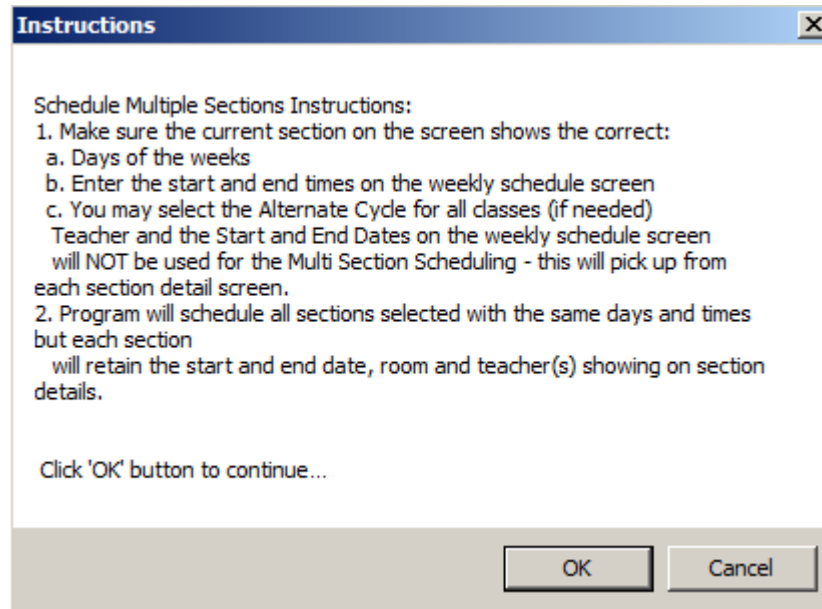 Instructions
Schedule Multiple Sections Instructions:
1. Make sure the current section on the screen shows the correct:
a. Days of the weeks
b. Enter the start and end times on the weekly schedule screen
c. You may select the Alternate Cycle for all classes (if needed)
Teacher and the Start and End Dates on the weekly schedule screen
will NOT be used for the Multi Section Scheduling - this will pick up from
each section detail screen.
2. Program will schedule all sections selected with the same days and times
but each section
will retain the start and end date, room and teacher(s) showing on section
details.
Click 'OK' button to continue...
OK Cancel